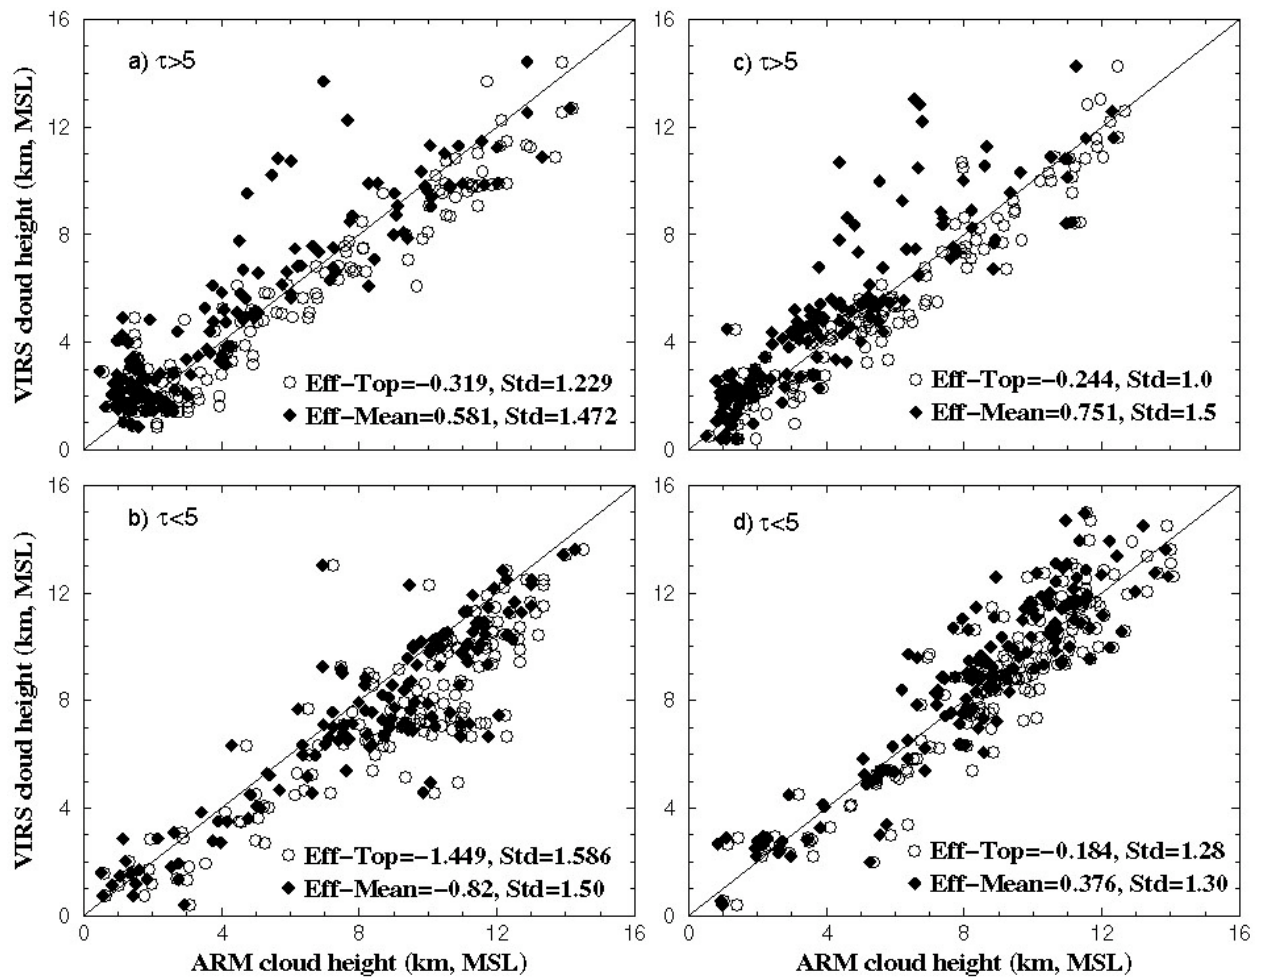 16
12
8
4
0
VIRS cloud height (km, MSL)
a) τ>5
Eff−Top=−0.319, Std=1.229
Eff−Mean=0.581, Std=1.472
16
12
8
4
0
c) τ>5
Eff−Top=−0.244, Std=1.0
Eff−Mean=0.751, Std=1.5
16
12
8
4
0
VIRS cloud height (km, MSL)
b) τ<5
Eff−Top=−1.449, Std=1.586
Eff−Mean=−0.82, Std=1.50
0 4 8 12 16
ARM cloud height (km, MSL)
16
12
8
4
0
d) τ<5
Eff−Top=−0.184, Std=1.28
Eff−Mean=0.376, Std=1.30
0 4 8 12 16
ARM cloud height (km, MSL)